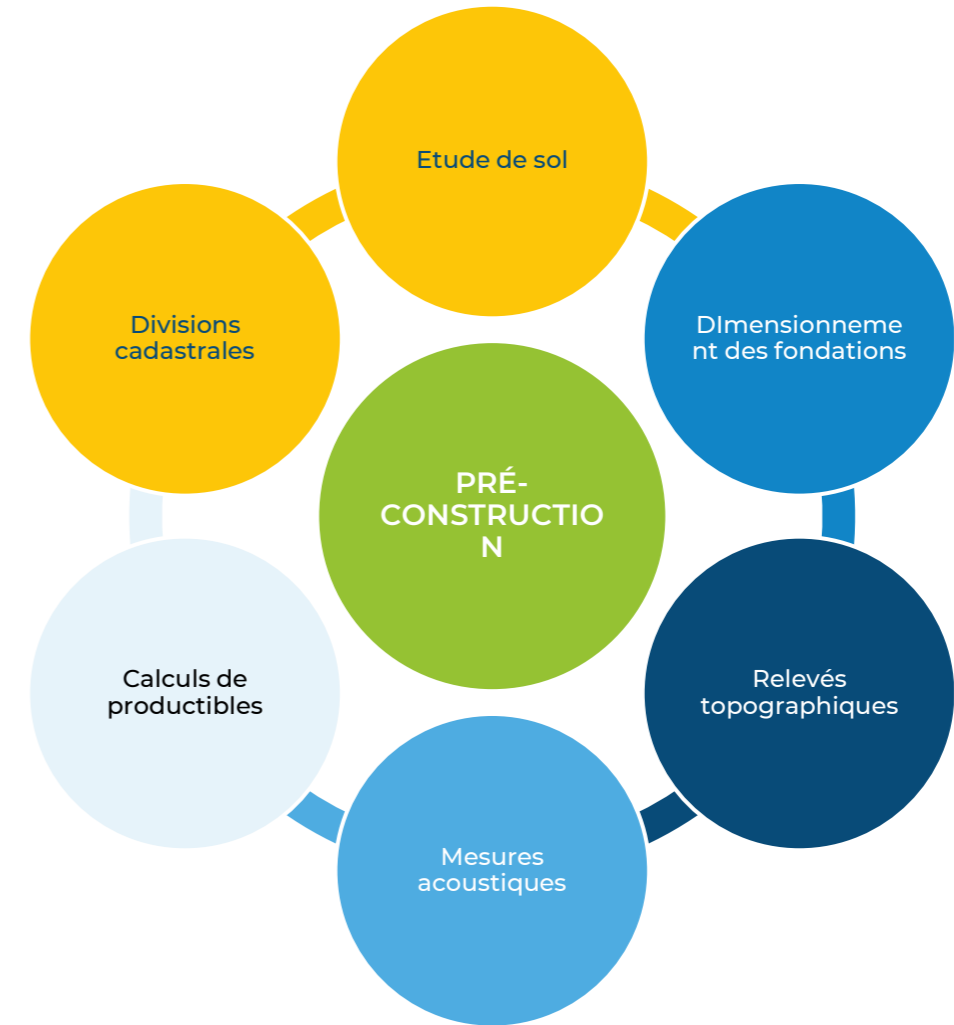 Etude de sol
DImensionneme
nt des fondations
Relevés
topographiques
Mesures
acoustiques
Calculs de
productibles
Divisions
cadastrales
PRÉ-
CONSTRUCTIO
N